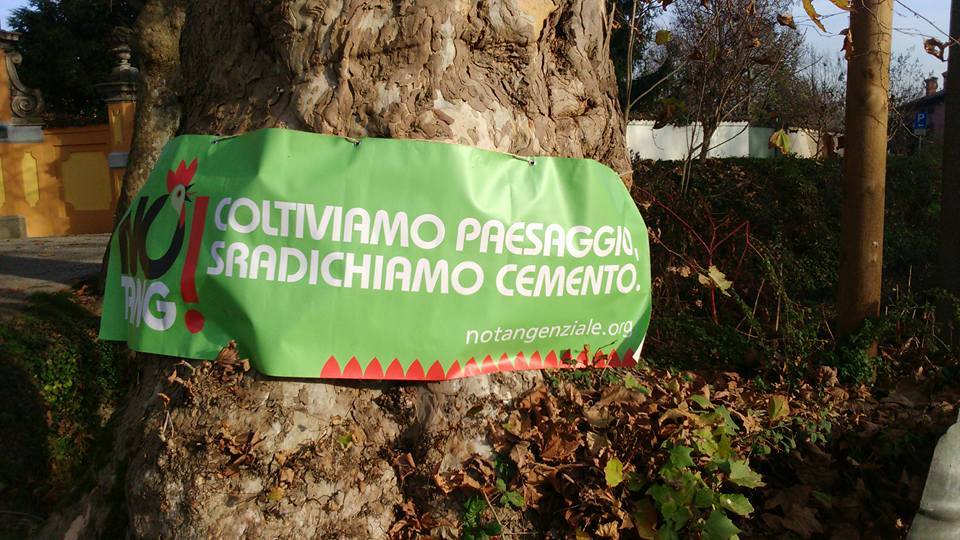 NO!
TANG
COLTIVIAMO PAESAGGIO,
SRADICHIAMO CEMENTO.
notangenziale.org
P